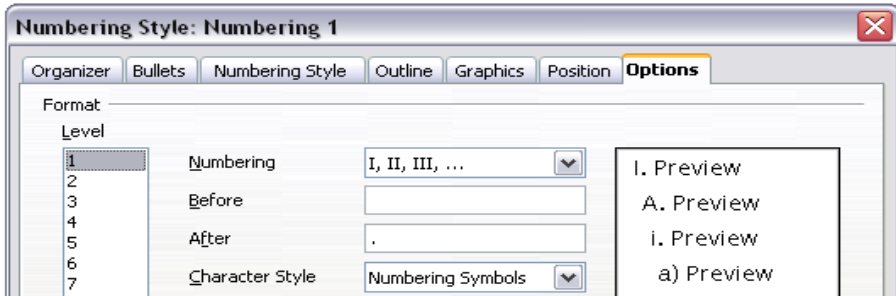 Numbering Style: Numbering 1
Organizer Bullets Numbering Style Outline Graphics Position Options
Format
Level
1 Numbering I, II, III, ... I. Preview
2
3 Before A. Preview
4
5 After . i. Preview
6
7 Character Style Numbering Symbols a) Preview